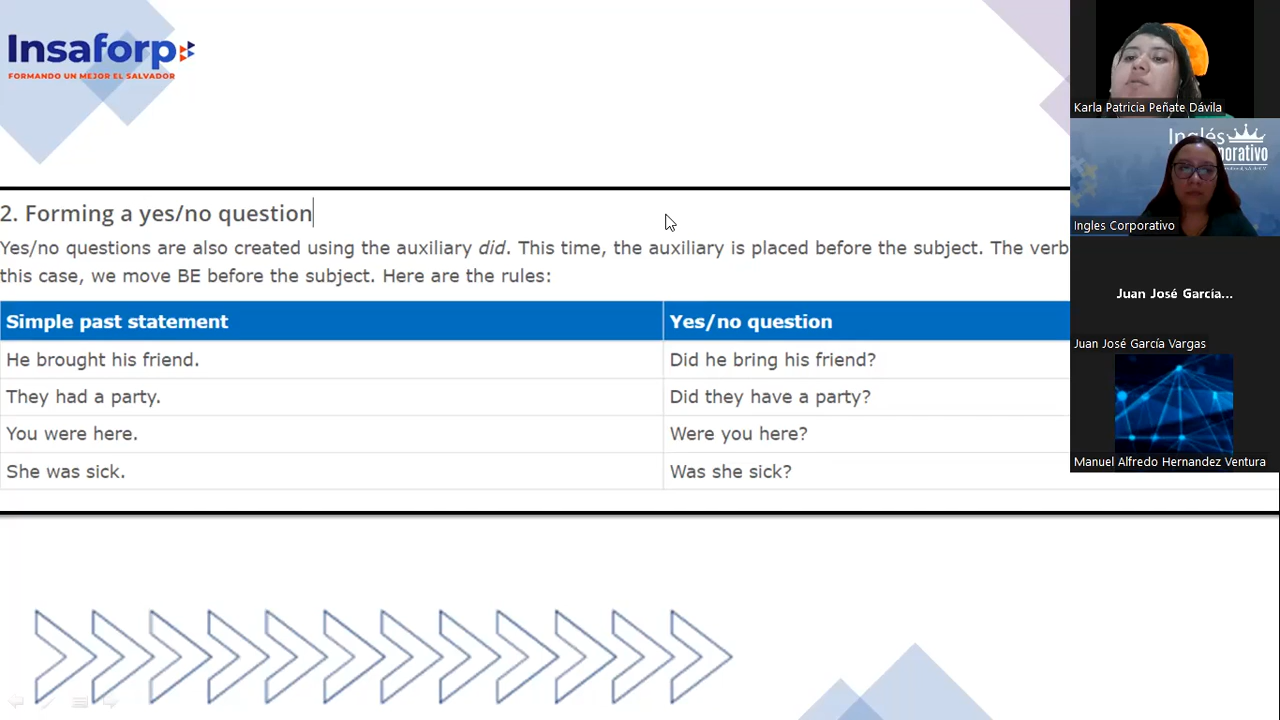 Insaforp
FORMANDO UN MEJOR EL SALVADOR
2. Forming a yes/no question
Yes/no questions are also created using the auxiliary did. This time, the auxiliary is placed before the subject. The verb
this case, we move BE before the subject. Here are the rules:
Simple past statement
Yes/no question
He brought his friend.
Did he bring his friend?
They had a party.
Did they have a party?
You were here.
Were you here?
She was sick.
Was she sick?
Karla Patricia Peñate Dávila
Inglés
orativo
Ingles Corporativo
Juan José García...
Juan José García Vargas
Manuel Alfredo Hernandez Ventura